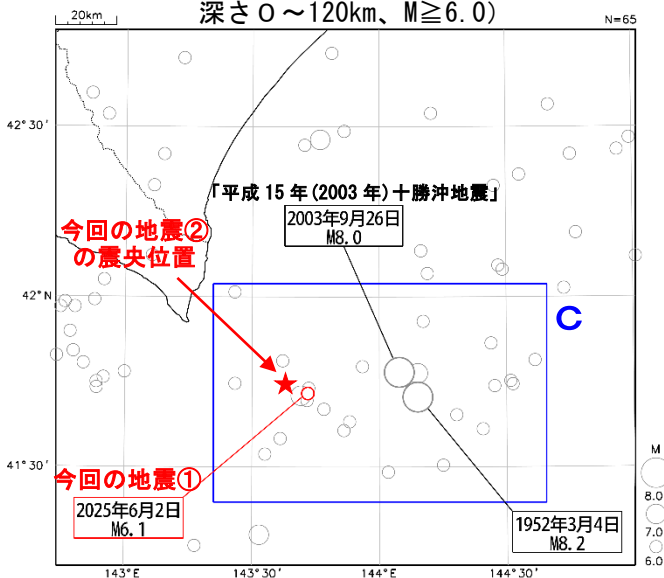 深さ0～120km、M≧6.0)
20km
N=65
42°30'
「平成15年(2003年)十勝沖地震」
2003年9月26日
M8.0
今回の地震②
の震央位置
42°N
C
今回の地震①
41°30'
2025年6月2日
M6.1
1952年3月4日
M8.2
M
8.0
7.0
6.0
143°E
143°30'
144°E
144°30'